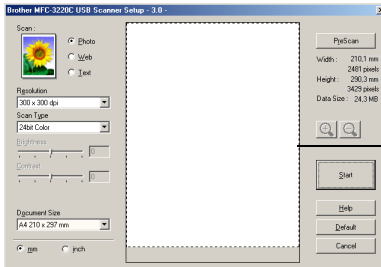 Brother MFC-3220C USB Scanner Setup - 3.0 -
Scan :
Photo
Web
Text
Resolution
300 x 300 dpi
Scan Type
24bit Color
Brightness
0
Contrast
0
Document Size
A4 210 x 297 mm
mm inch
PreScan
Width : 210,1 mm
2481 pixels
Height : 290,3 mm
3429 pixels
Data Size : 24,3 MB
Start
Help
Default
Cancel